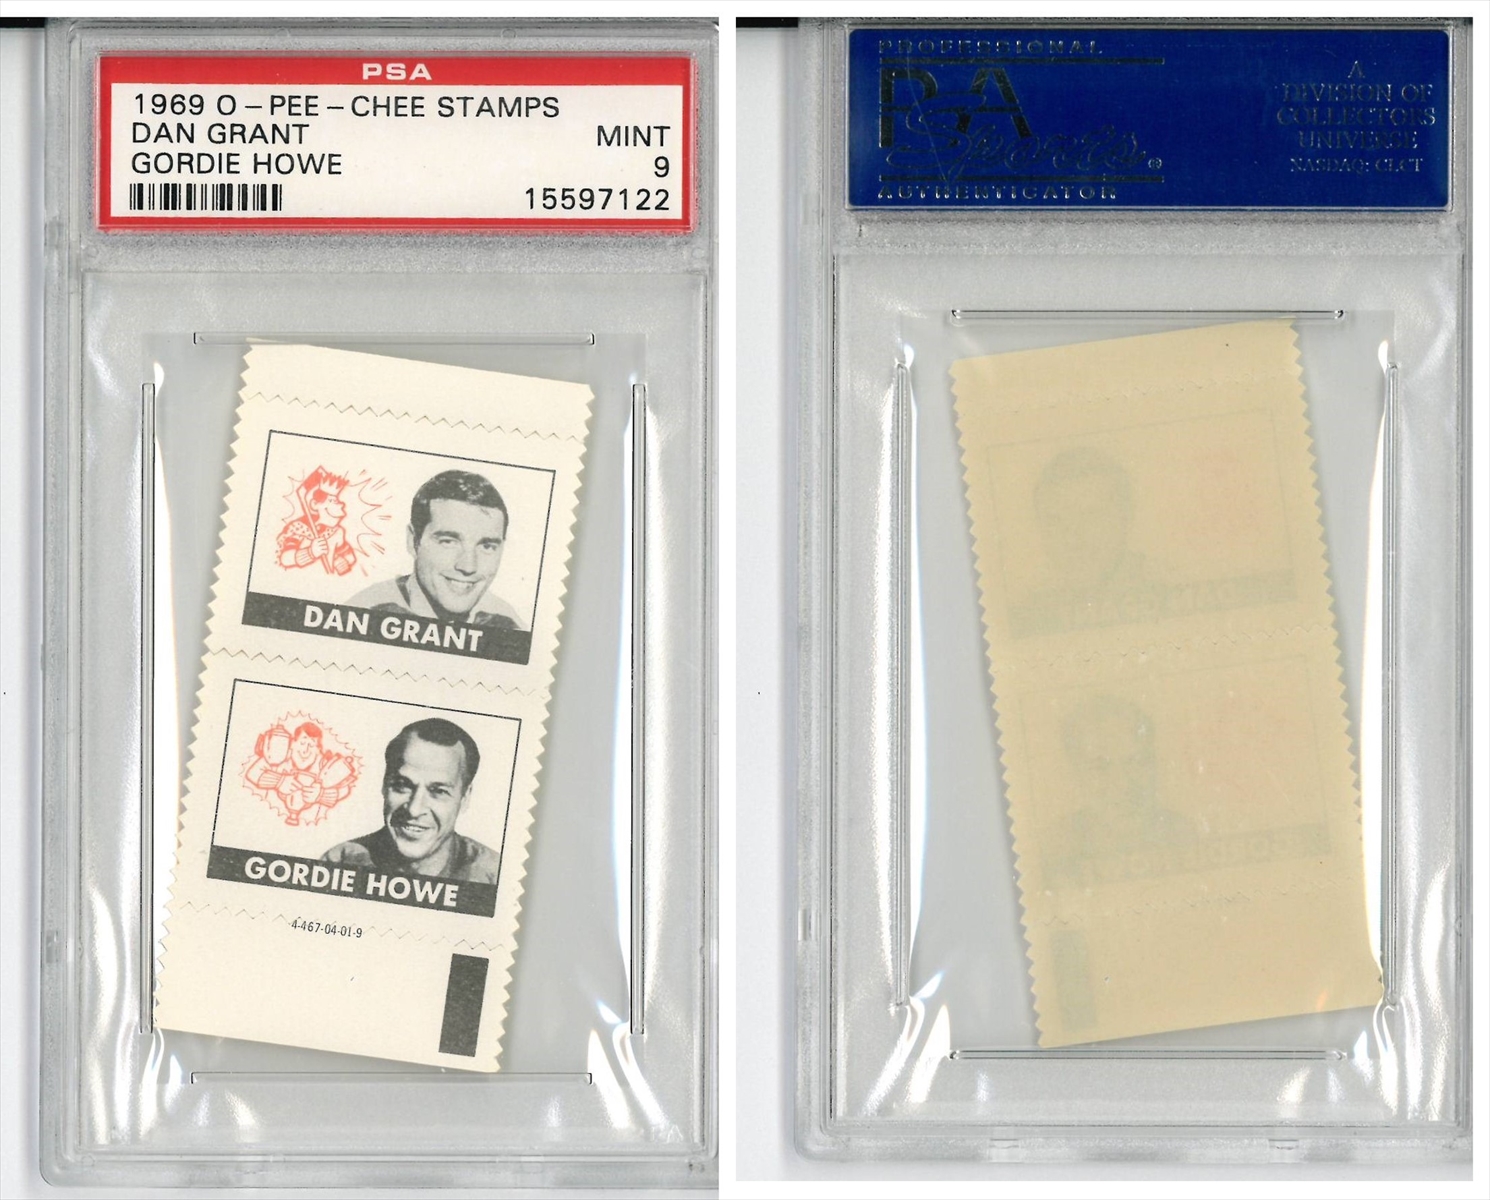 PSA
1969 O-PEE-CHEE STAMPS
DAN GRANT MINT
GORDIE HOWE 9
15597122
DAN GRANT
GORDIE HOWE
4-467-04-01-9
PROFESSIONAL
PSA
Sports
AUTHENTICATOR
A
DIVISION OF
COLLECTORS
UNIVERSE
NASDAQ: CLCT